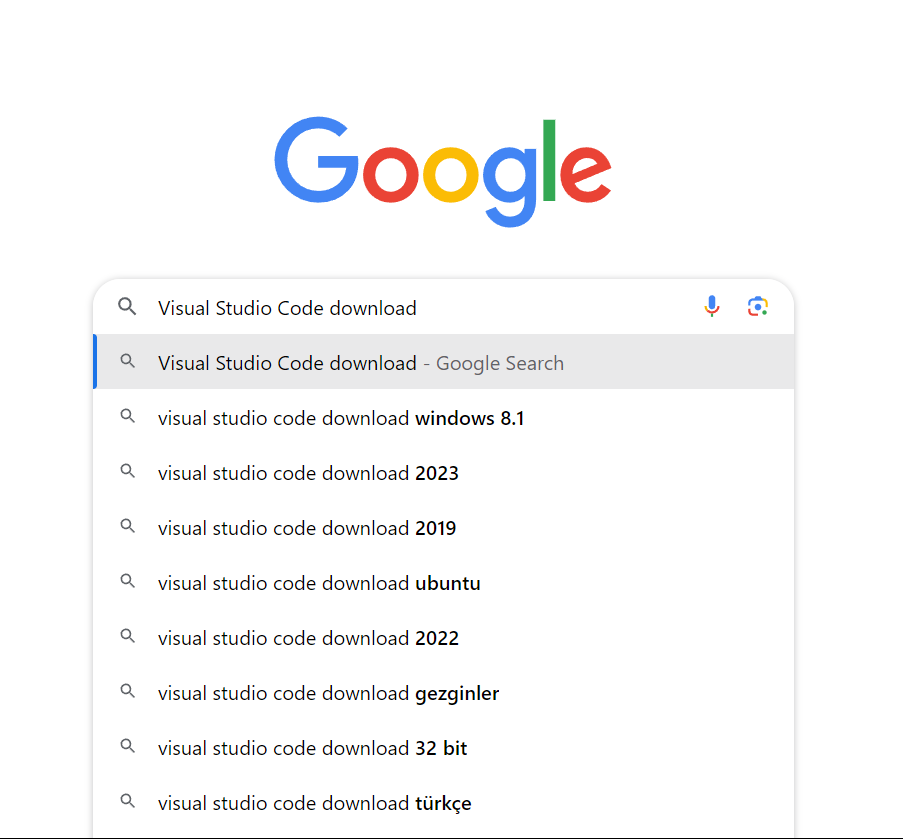 Google
Visual Studio Code download
Visual Studio Code download - Google Search
visual studio code download windows 8.1
visual studio code download 2023
visual studio code download 2019
visual studio code download ubuntu
visual studio code download 2022
visual studio code download gezginler
visual studio code download 32 bit
visual studio code download türkçe